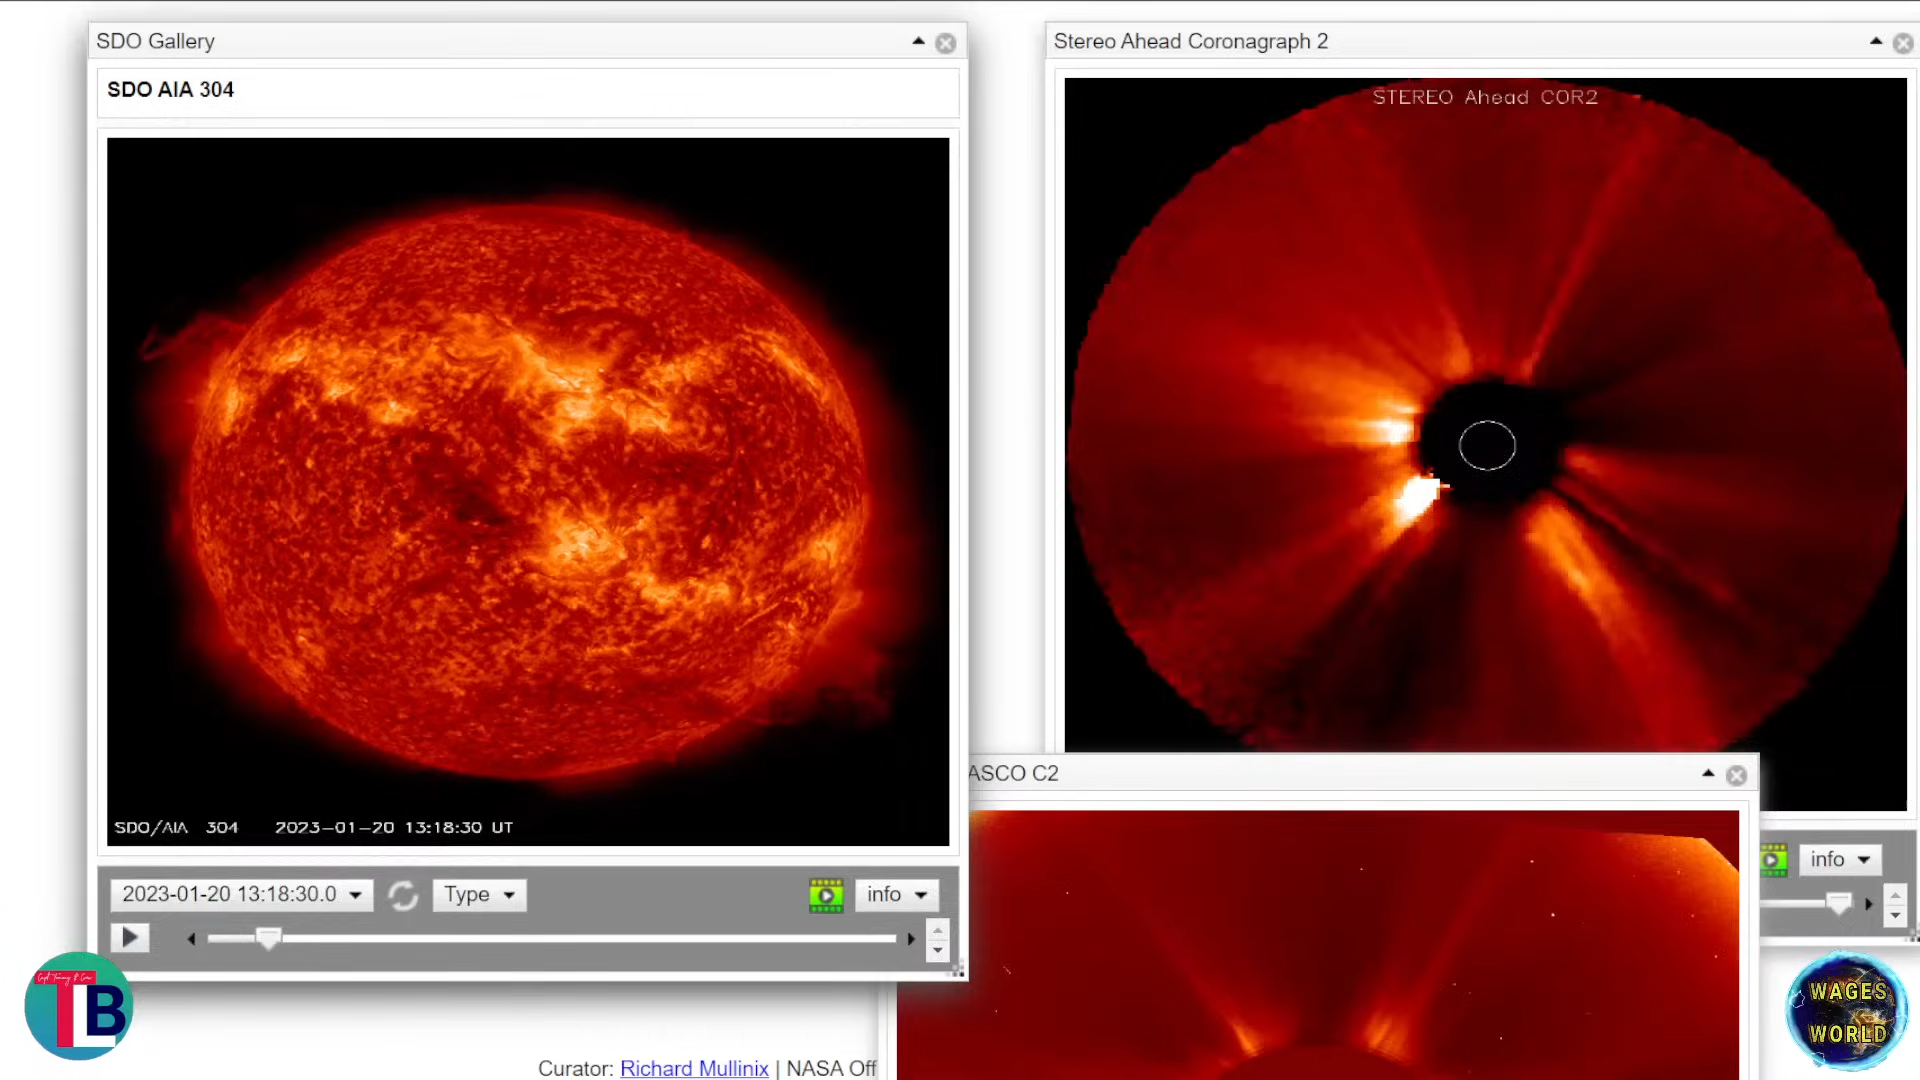 SDO Gallery
SDO AIA 304
SDO/AIA 304 2023-01-20 13:18:30 UT
2023-01-20 13:18:30.0
Type
info
Stereo Ahead Coronagraph 2
STEREO Ahead COR2
info
ASCO C2
Curator: Richard Mullinix | NASA Off
TB
WAGES
WORLD